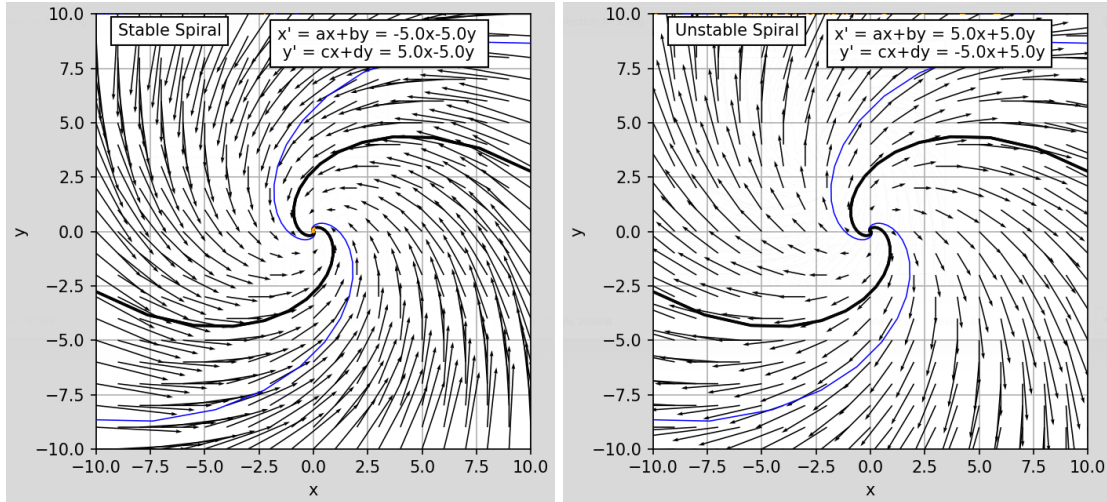 Stable Spiral
x' = ax+by = -5.0x-5.0y
y' = cx+dy = 5.0x-5.0y
10.0
7.5
5.0
2.5
0.0
−2.5
−5.0
−7.5
−10.0
y
−10.0 −7.5 −5.0 −2.5 0.0 2.5 5.0 7.5 10.0
x
Unstable Spiral
x' = ax+by = 5.0x+5.0y
y' = cx+dy = -5.0x+5.0y
10.0
7.5
5.0
2.5
0.0
−2.5
−5.0
−7.5
−10.0
y
−10.0 −7.5 −5.0 −2.5 0.0 2.5 5.0 7.5 10.0
x